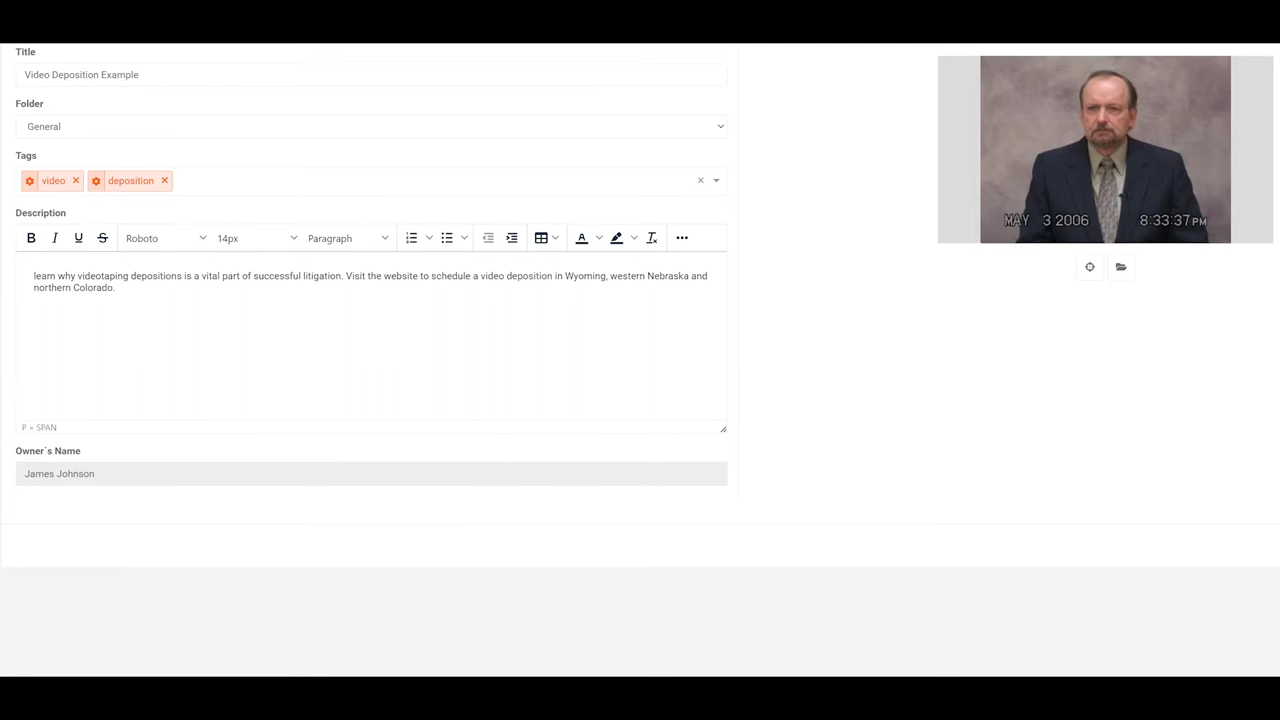 Title
Video Deposition Example
Folder
General
Tags
video
deposition
Description
B I U S Roboto 14px Paragraph
learn why videotaping depositions is a vital part of successful litigation. Visit the website to schedule a video deposition in Wyoming, western Nebraska and
northern Colorado.
P » SPAN
Owner`s Name
James Johnson
MAY 3 2006 8:33:37PM